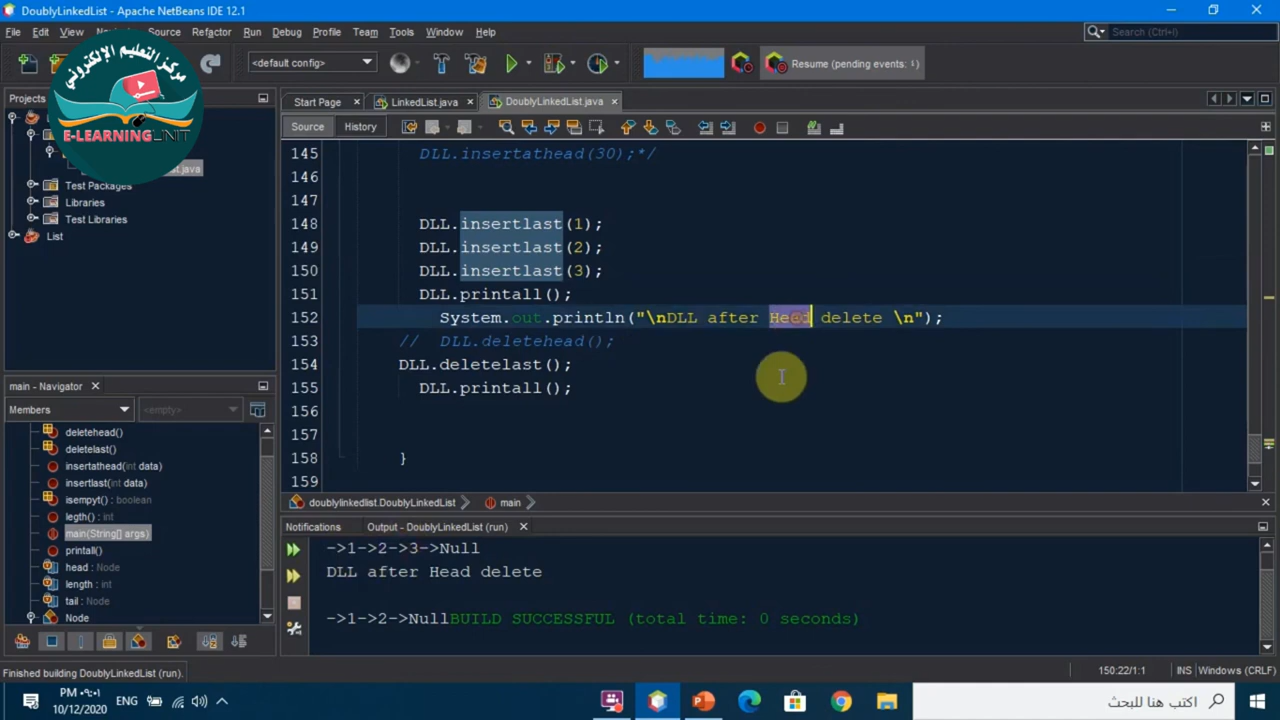 DoublyLinkedList - Apache NetBeans IDE 12.1
File Edit View Source Refactor Run Debug Profile Team Tools Window Help
Search (Ctrl+I)
<default config>
Resume (pending events: 1)
مركز التعليم الإلكتروني
E-LEARNING UNIT
Projects
Start Page
LinkedList.java
DoublyLinkedList.java
Source
History
st.java
Test Packages
Libraries
Test Libraries
List
145 DLL.insertathead(30);*/
146
147
148 DLL.insertlast(1);
149 DLL.insertlast(2);
150 DLL.insertlast(3);
151 DLL.printall();
152 System.out.println("\nDLL after Head delete \n");
153 // DLL.deletehead();
154 DLL.deletelast();
155 DLL.printall();
156
157
158 }
159
main - Navigator
Members
<empty>
deletehead()
deletelast()
insertathead(int data)
insertlast(int data)
isempyt() : boolean
legth() : int
main(String[] args)
printall()
head : Node
length : int
tail : Node
Node
doublylinkedlist.DoublyLinkedList
main
Notifications
Output - DoublyLinkedList (run)
->1->2->3->Null
DLL after Head delete
->1->2->NullBUILD SUCCESSFUL (total time: 0 seconds)
Finished building DoublyLinkedList (run).
150:22/1:1
INS
Windows (CRLF)
PM ٠٩:٠١
10/12/2020
ENG
اكتب هنا للبحث